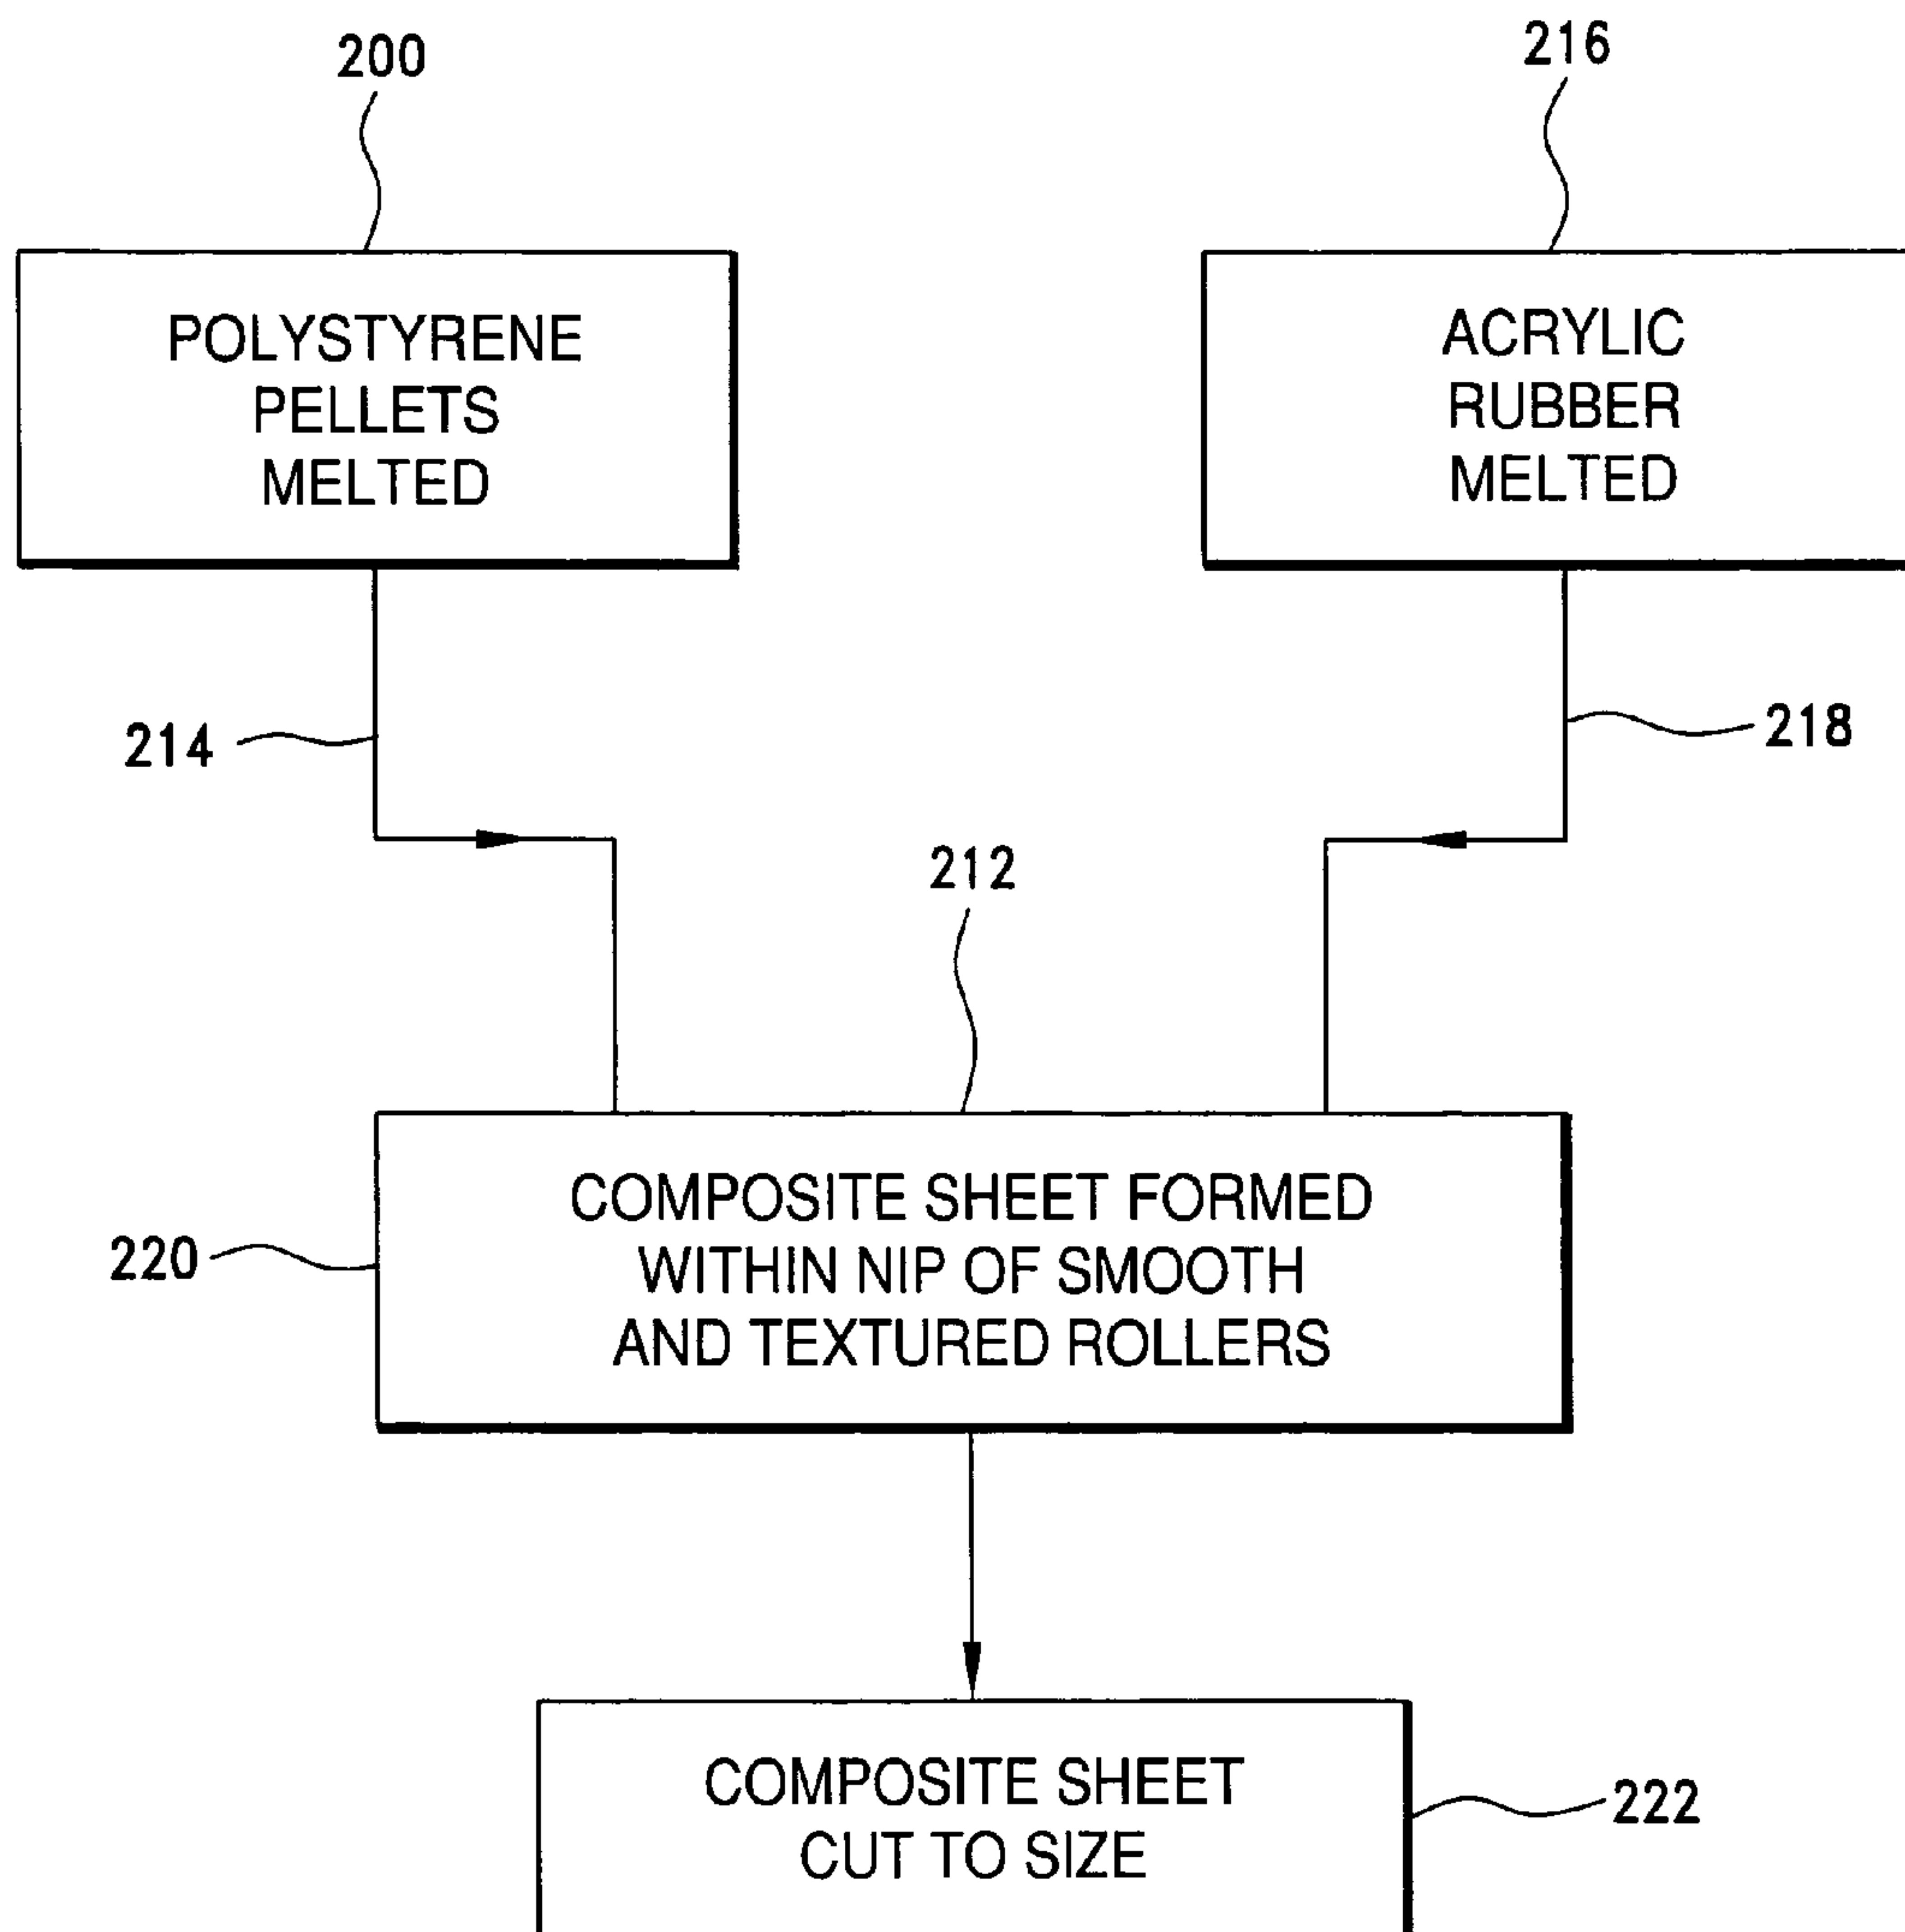 200
216
POLYSTYRENE
PELLETS
MELTED
ACRYLIC
RUBBER
MELTED
214
218
212
COMPOSITE SHEET FORMED
WITHIN NIP OF SMOOTH
AND TEXTURED ROLLERS
220
COMPOSITE SHEET
CUT TO SIZE
222